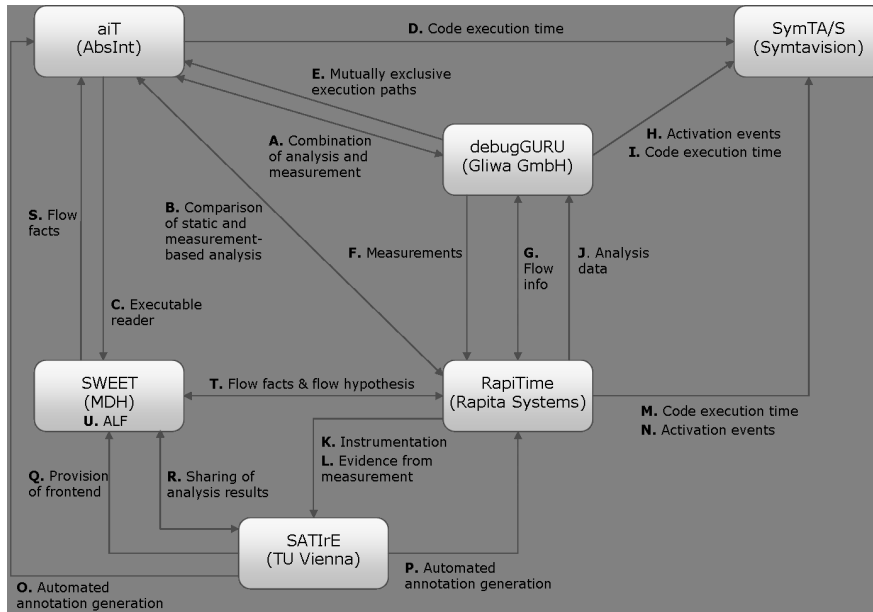 aiT
(AbsInt)
D. Code execution time
SymTA/S
(Symtavision)
E. Mutually exclusive
execution paths
A. Combination
of analysis and
measurement
debugGURU
(Gliwa GmbH)
H. Activation events
I. Code execution time
S. Flow
facts
B. Comparison
of static and
measurement-
based analysis
F. Measurements
G.
Flow
info
J. Analysis
data
C. Executable
reader
SWEET
(MDH)
U. ALF
T. Flow facts & flow hypothesis
RapiTime
(Rapita Systems)
M. Code execution time
N. Activation events
K. Instrumentation
L. Evidence from
measurement
Q. Provision
of frontend
R. Sharing of
analysis results
SATIrE
(TU Vienna)
P. Automated
annotation generation
O. Automated
annotation generation